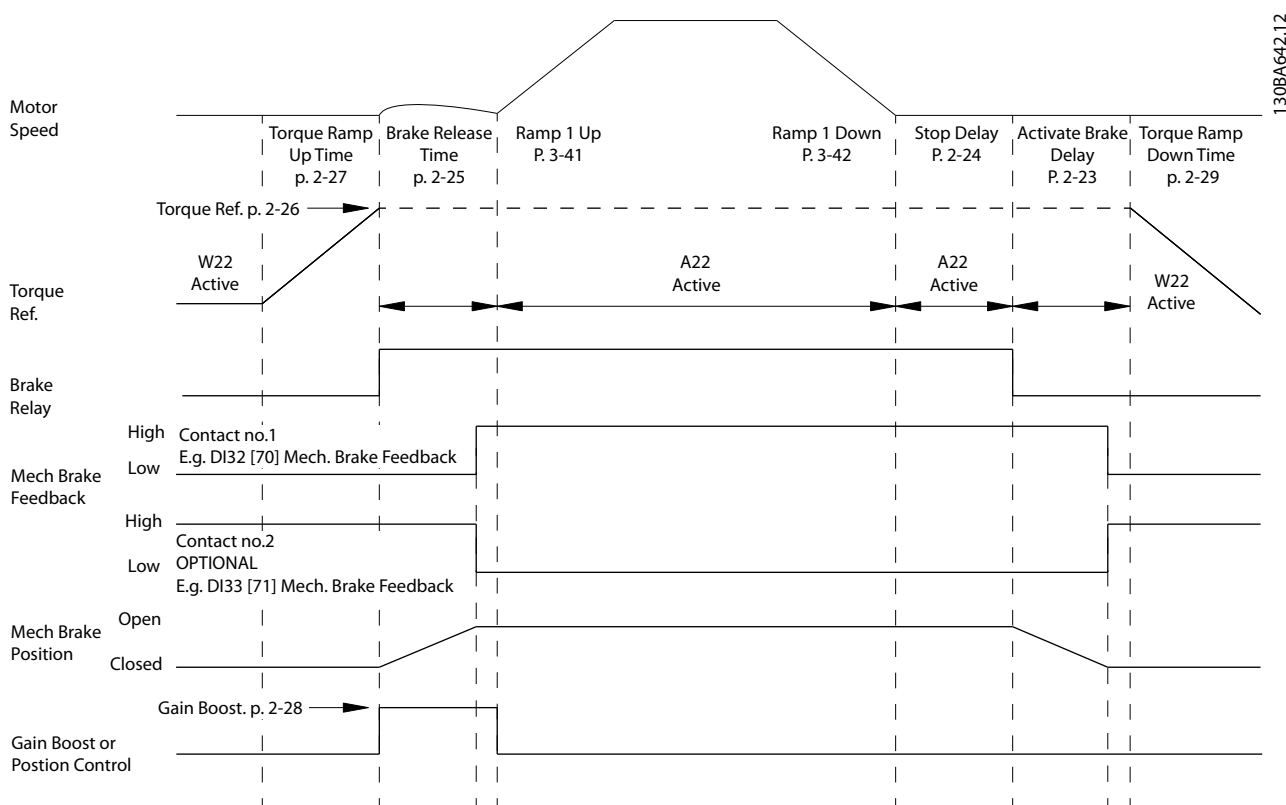 130BA642.12
Motor
Speed
Torque Ramp
Up Time
p. 2-27
Brake Release
Time
p. 2-25
Ramp 1 Up
P. 3-41
Ramp 1 Down
P. 3-42
Stop Delay
P. 2-24
Activate Brake
Delay
P. 2-23
Torque Ramp
Down Time
p. 2-29
Torque Ref. p. 2-26
W22
Active
A22
Active
A22
Active
W22
Active
Torque
Ref.
Brake
Relay
High
Contact no.1
E.g. DI32 [70] Mech. Brake Feedback
Low
Mech Brake
Feedback
High
Contact no.2
Low
OPTIONAL
E.g. DI33 [71] Mech. Brake Feedback
Open
Mech Brake
Position
Closed
Gain Boost. p. 2-28
Gain Boost or
Postion Control